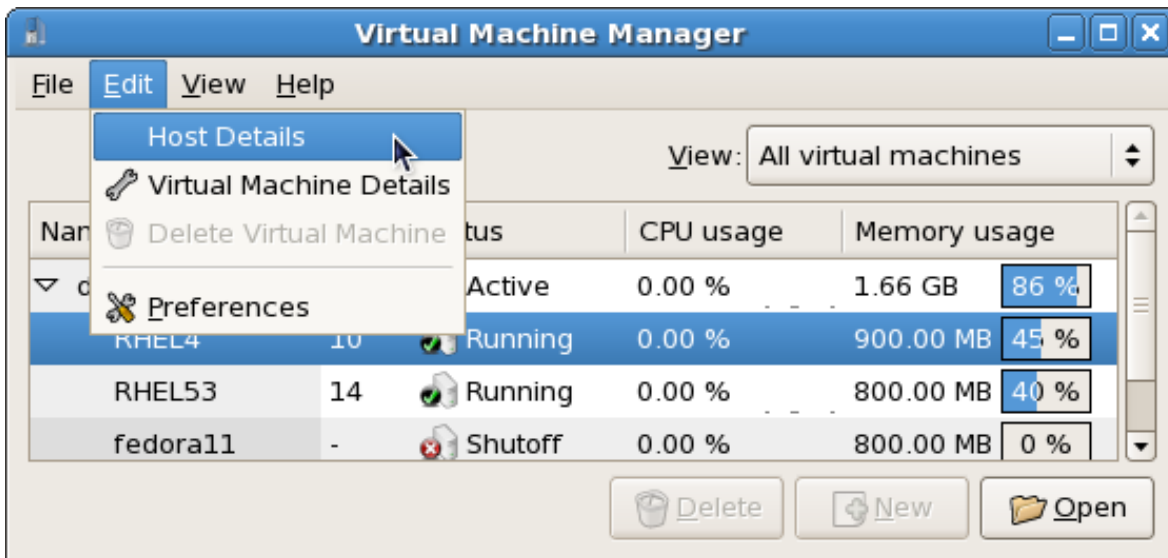 Virtual Machine Manager
File Edit View Help
Host Details
Virtual Machine Details
Delete Virtual Machine
Preferences
View: All virtual machines
Nam tus CPU usage Memory usage
Active 0.00 % 1.66 GB 86 %
RHEL4 10 Running 0.00 % 900.00 MB 45 %
RHEL53 14 Running 0.00 % 800.00 MB 40 %
fedora11 - Shutoff 0.00 % 800.00 MB 0 %
Delete New Open